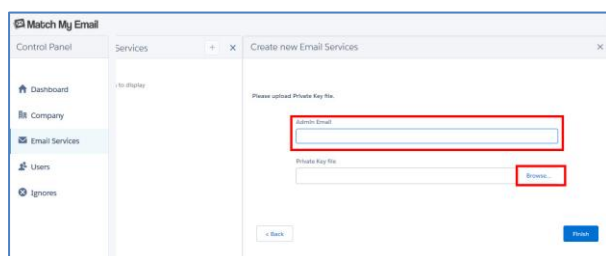 Match My Email
Control Panel
Services + x
Create new Email Services x
to display
Dashboard
Company
Email Services
Users
Ignores
Please upload Private Key file.
Admin Email
Private Key file
Browse...
< Back
Finish